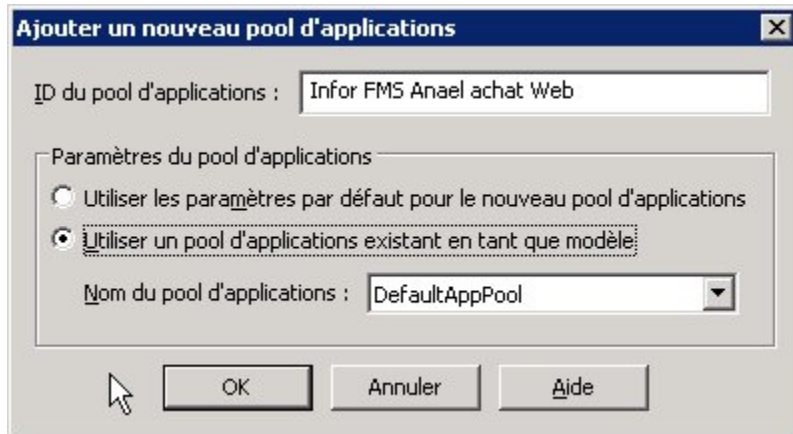 Ajouter un nouveau pool d'applications
ID du pool d'applications : Infor FMS Anael achat Web
Paramètres du pool d'applications
Utiliser les paramètres par défaut pour le nouveau pool d'applications
Utiliser un pool d'applications existant en tant que modèle
Nom du pool d'applications : DefaultAppPool
OK Annuler Aide